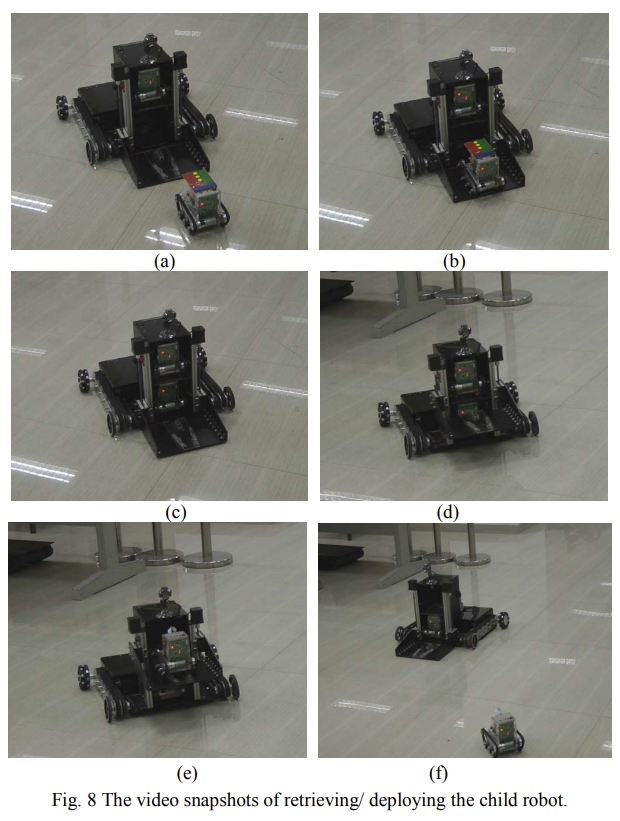 (a)
(b)
(c)
(d)
(e)
(f)
Fig. 8 The video snapshots of retrieving/ deploying the child robot.